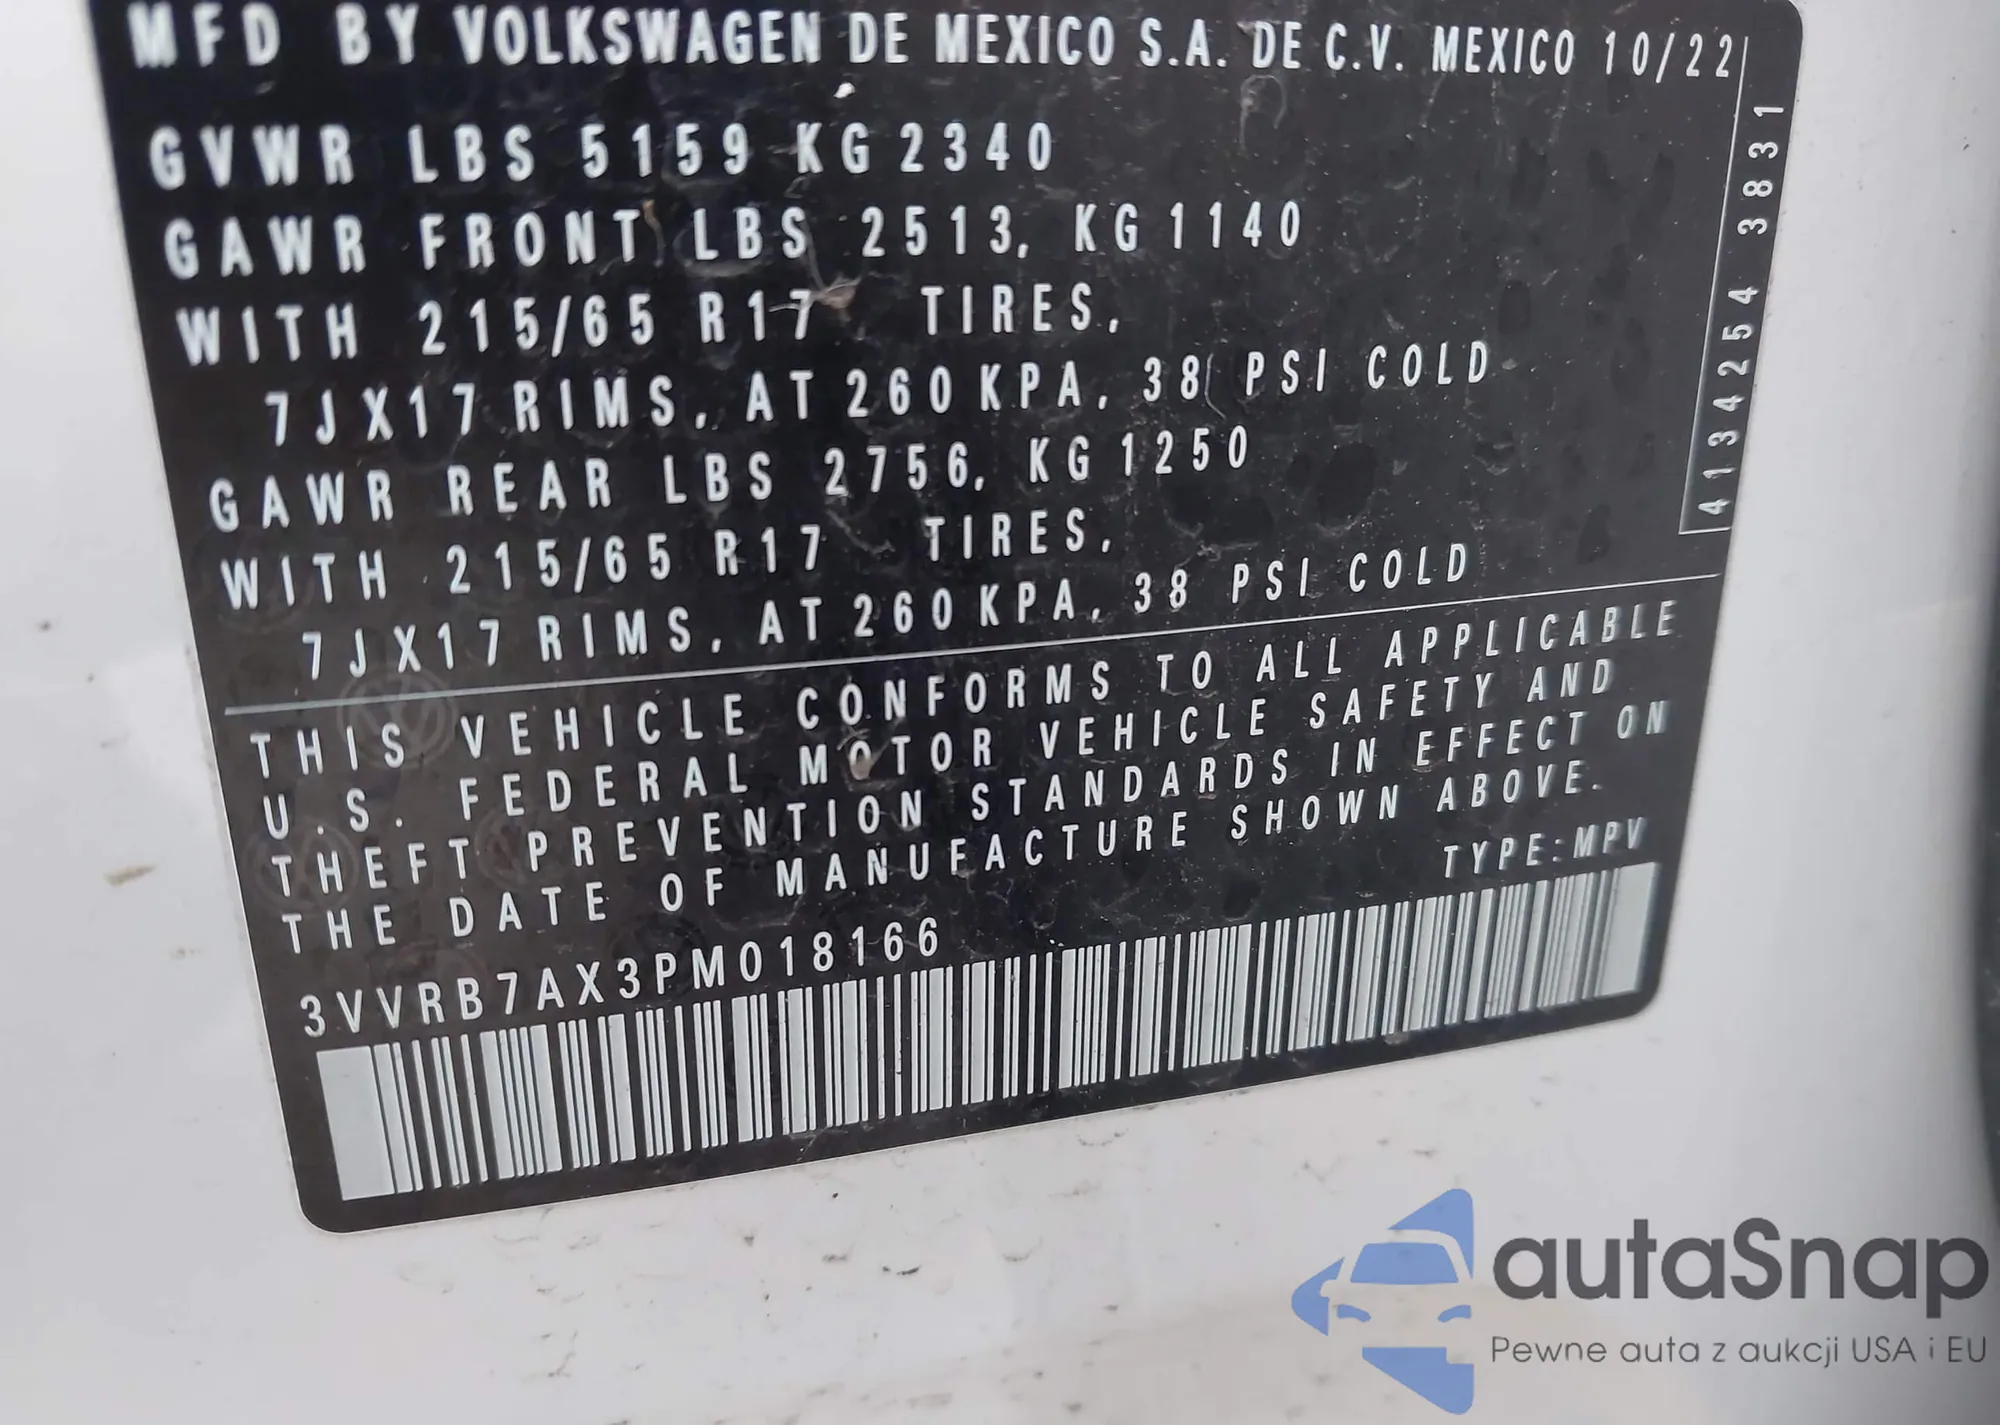 MFD BY VOLKSWAGEN DE MEXICO S.A. DE C.V. MEXICO 10/22
GVWR LBS 5159 KG 2340
GAWR FRONT LBS 2513, KG 1140
WITH 215/65 R17 TIRES,
7JX17 RIMS, AT 260 KPA, 38 PSI COLD
GAWR REAR LBS 2756, KG 1250
WITH 215/65 R17 TIRES,
7JX17 RIMS, AT 260 KPA, 38 PSI COLD
4134254 3831
THIS VEHICLE CONFORMS TO ALL APPLICABLE
U.S. FEDERAL MOTOR VEHICLE SAFETY AND
THEFT PREVENTION STANDARDS IN EFFECT ON
THE DATE OF MANUFACTURE SHOWN ABOVE.
TYPE:MPV
3VVRB7AX3PM018166
autaSnap
Pewne auta z aukcji USA i EU